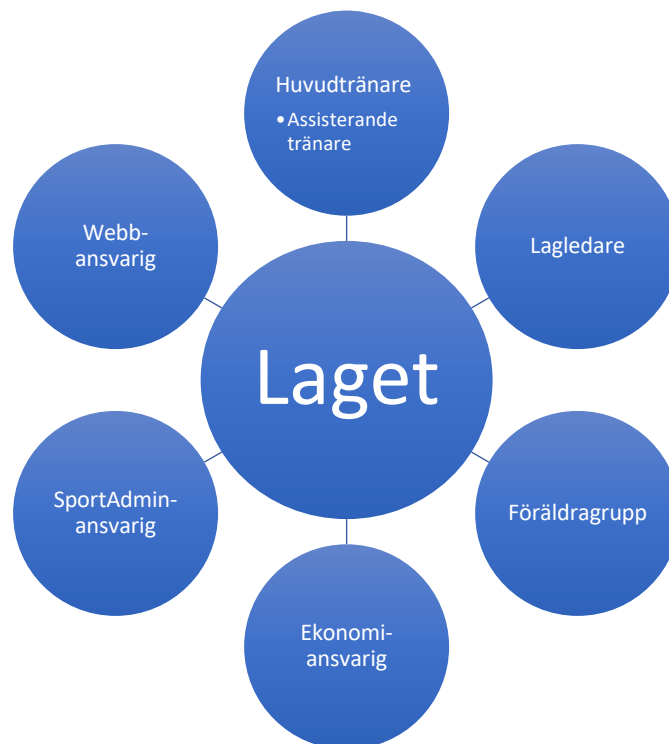 Huvudtränare
• Assisterande
tränare
Lagledare
Föräldragrupp
Ekonomi-
ansvarig
SportAdmin-
ansvarig
Webb-
ansvarig
Laget